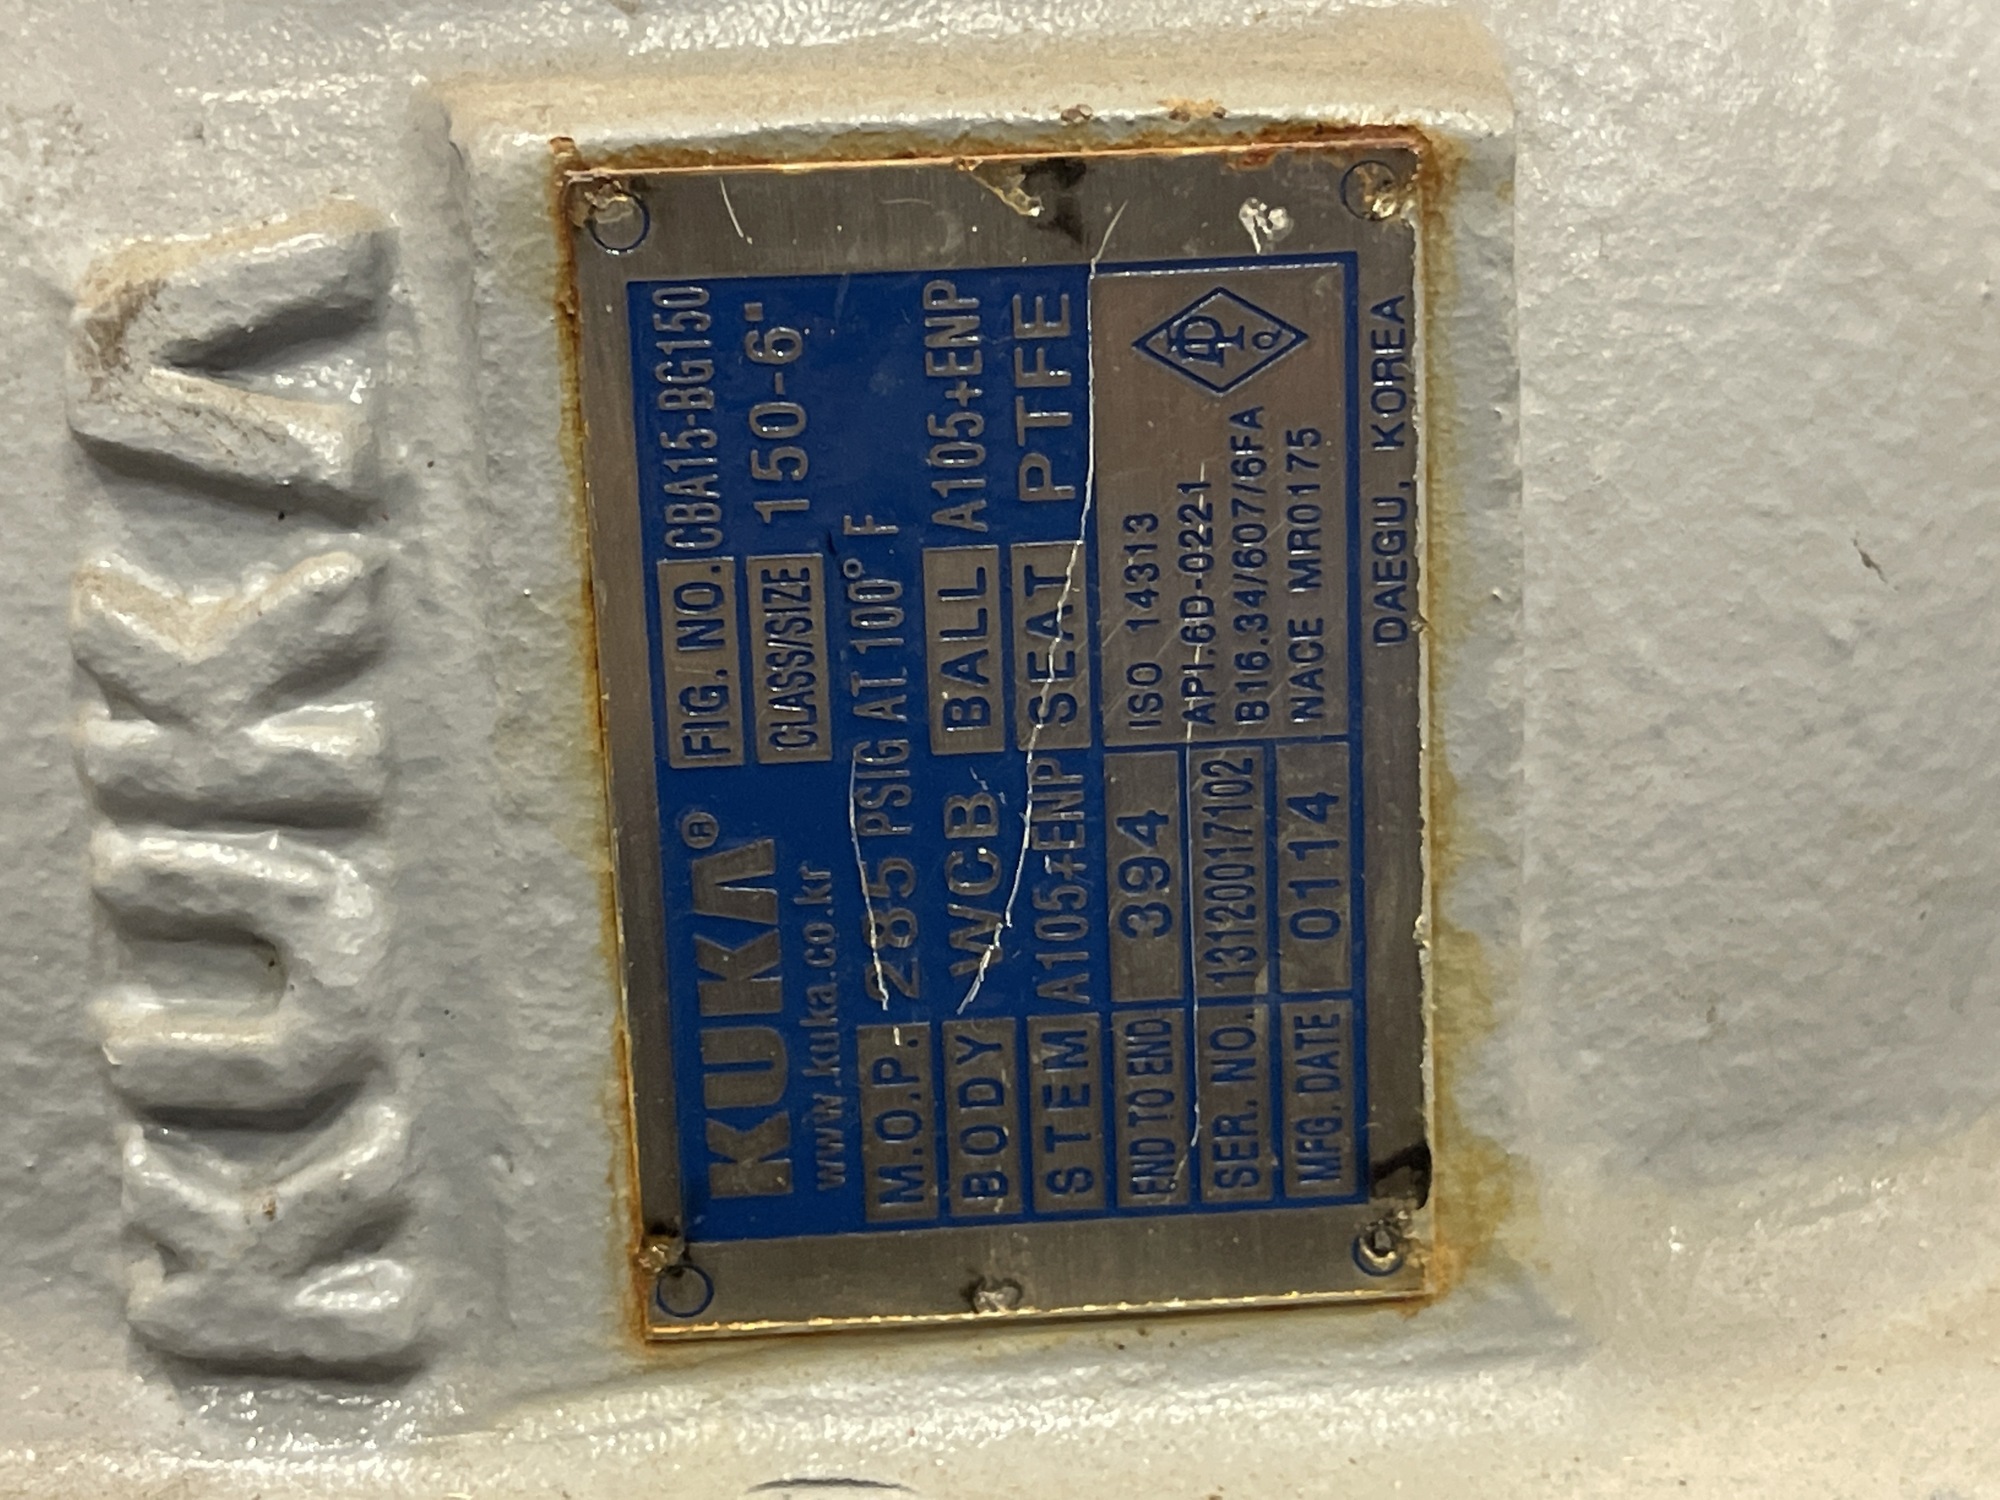 KUKA
KUKA® FIG. NO. CBA15-BG150
www.kuka.co.kr CLASS/SIZE 150-6"
M.O.P. 285 PSIG AT 100° F
BODY WCB BALL A105+ENP
STEM A105+ENP SEAT PTFE
END TO END 394 ISO 14313
API.6D-0221
SER. NO. 13120017102 B16.34/607/6FA
MFG. DATE 0114 NACE MR0175
DAEGU, KOREA